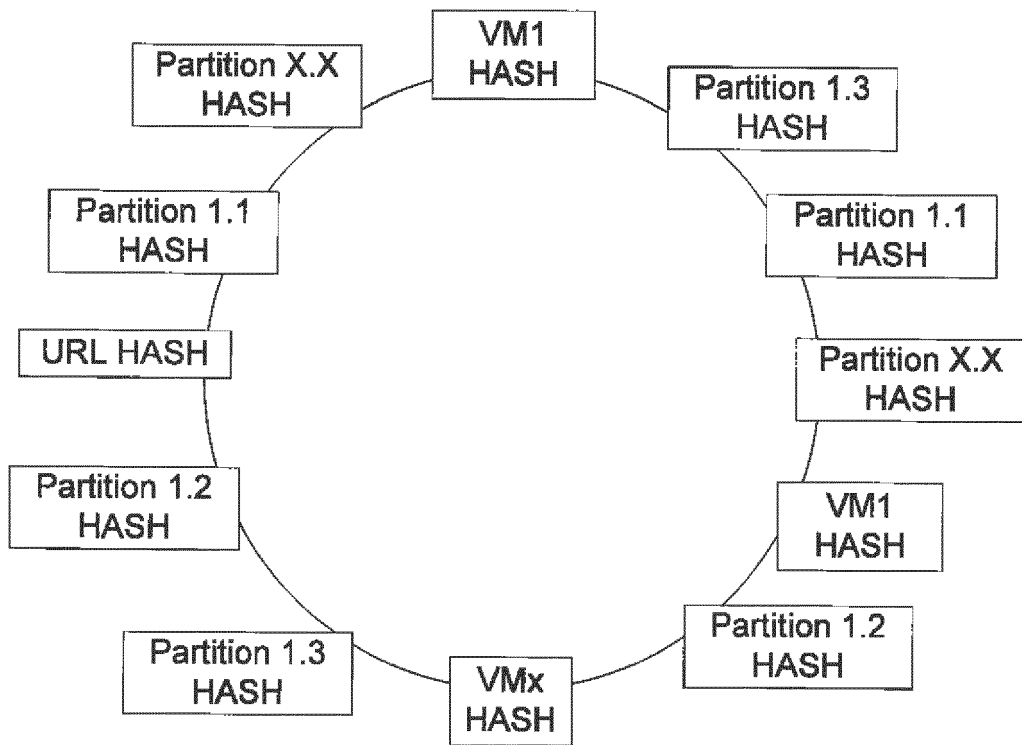 VM1
HASH
Partition X.X
HASH
Partition 1.3
HASH
Partition 1.1
HASH
Partition 1.1
HASH
URL HASH
Partition X.X
HASH
Partition 1.2
HASH
VM1
HASH
Partition 1.2
HASH
Partition 1.3
HASH
VMx
HASH